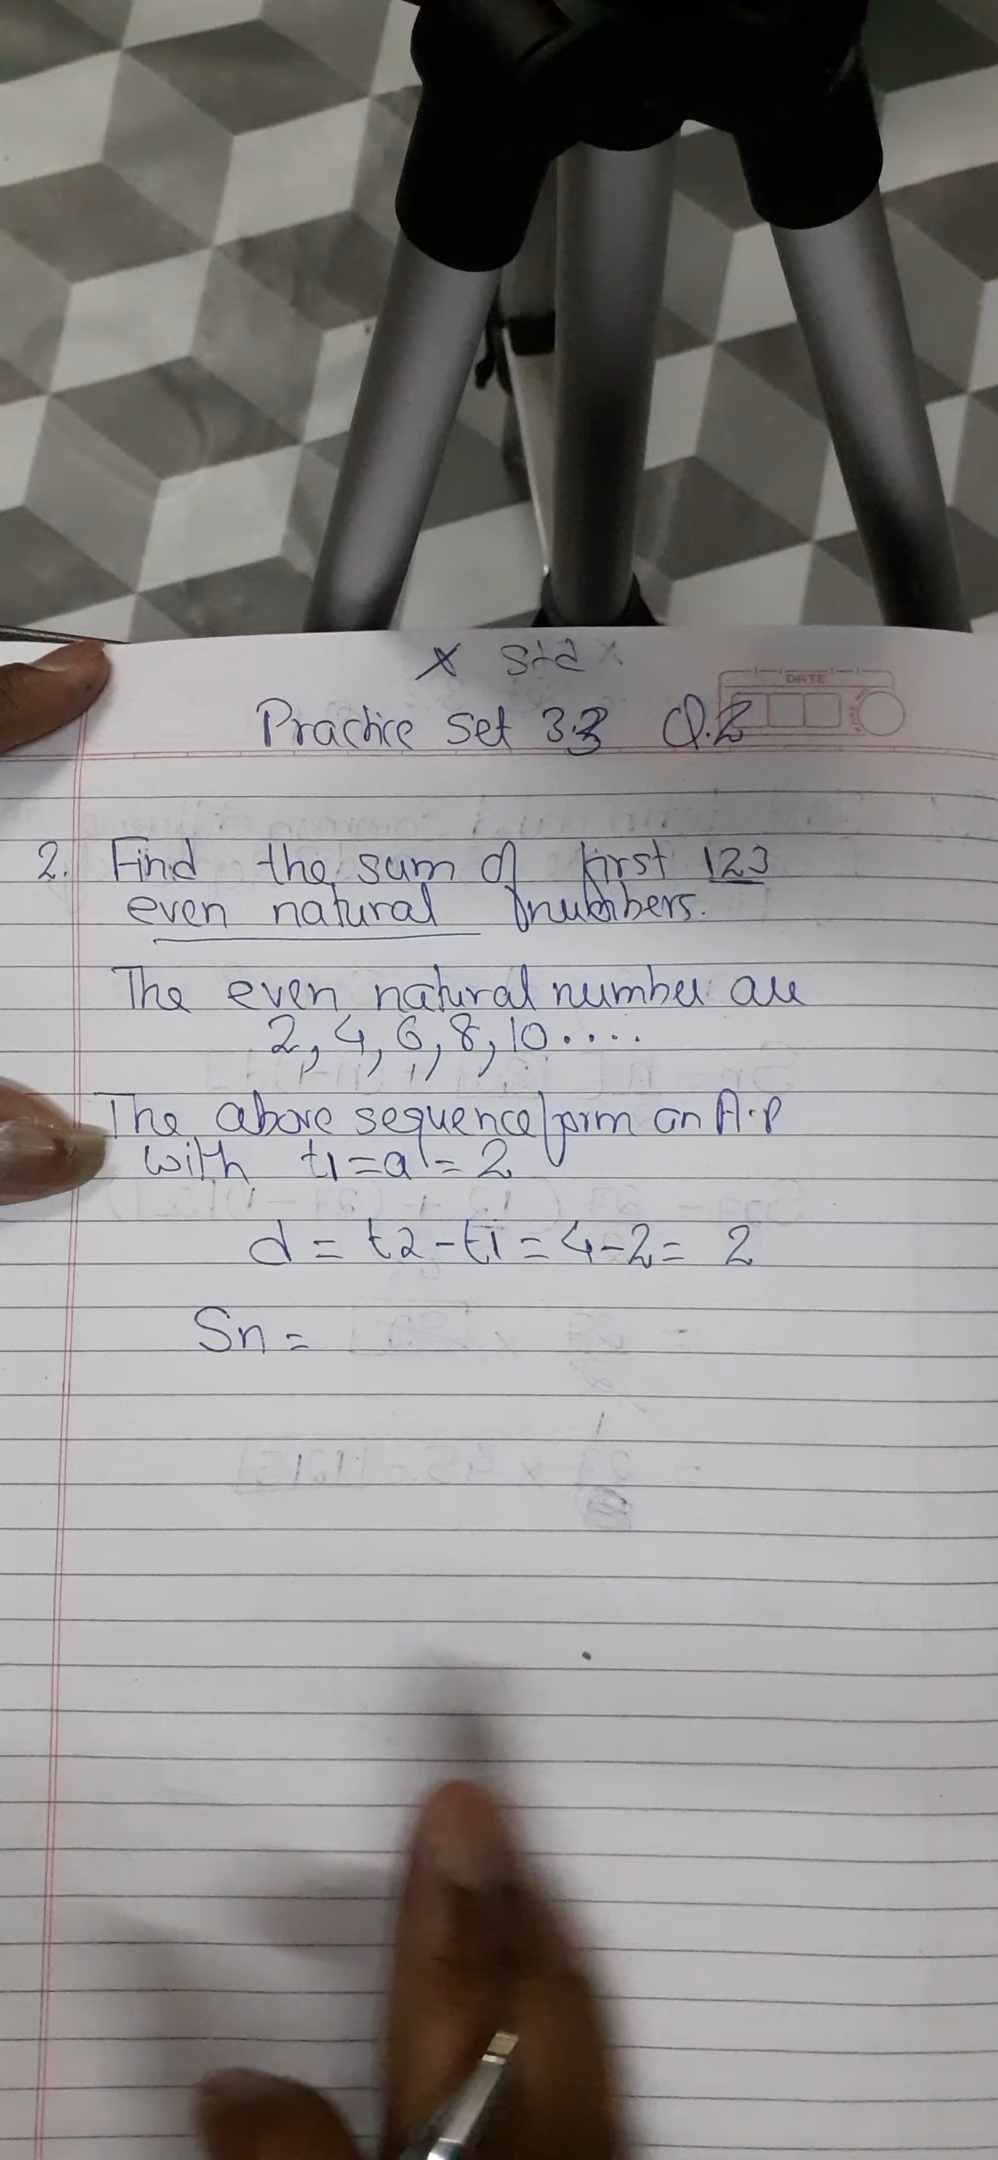 X Std X
DATE
Practice Set 3.3 Q.2
2. Find the sum of first 123
even natural numbers.
The even natural number are
2, 4, 6, 8, 10....
The above sequence form an A.P
with t1=a=2
d = t2-t1=4-2= 2
Sn=